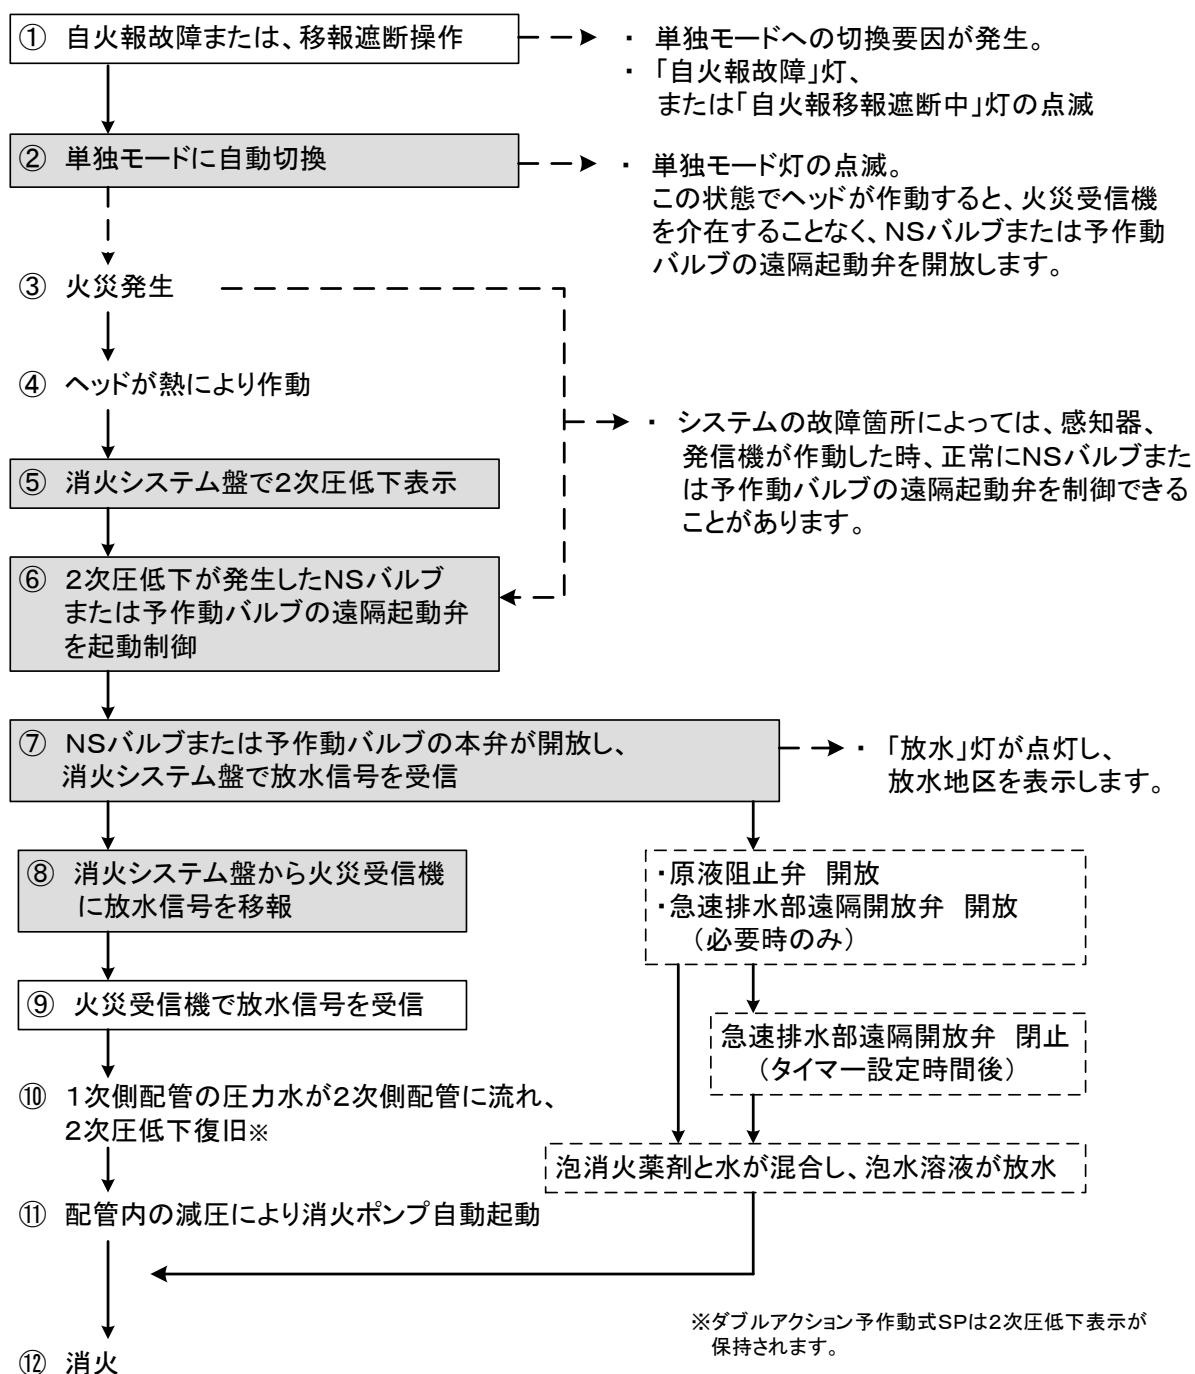 ① 自火報故障または、移報遮断操作
・ 単独モードへの切換要因が発生。
・「自火報故障」灯、
または「自火報移報遮断中」灯の点滅
② 単独モードに自動切換
・ 単独モード灯の点滅。
この状態でヘッドが作動すると、火災受信機
を介在することなく、NSバルブまたは予作動
バルブの遠隔起動弁を開放します。
③ 火災発生
④ ヘッドが熱により作動
・ システムの故障箇所によっては、感知器、
発信機が作動した時、正常にNSバルブまた
は予作動バルブの遠隔起動弁を制御できる
ことがあります。
⑤ 消火システム盤で2次圧低下表示
⑥ 2次圧低下が発生したNSバルブ
または予作動バルブの遠隔起動弁
を起動制御
⑦ NSバルブまたは予作動バルブの本弁が開放し、
消火システム盤で放水信号を受信
・ 「放水」灯が点灯し、
放水地区を表示します。
⑧ 消火システム盤から火災受信機
に放水信号を移報
・原液阻止弁 開放
・急速排水部遠隔開放弁 開放
（必要時のみ）
⑨ 火災受信機で放水信号を受信
急速排水部遠隔開放弁 閉止
（タイマー設定時間後）
⑩ 1次側配管の圧力水が2次側配管に流れ、
2次圧低下復旧※
泡消火薬剤と水が混合し、泡水溶液が放水
⑪ 配管内の減圧により消火ポンプ自動起動
※ダブルアクション予作動式SPは2次圧低下表示が
保持されます。
⑫ 消火